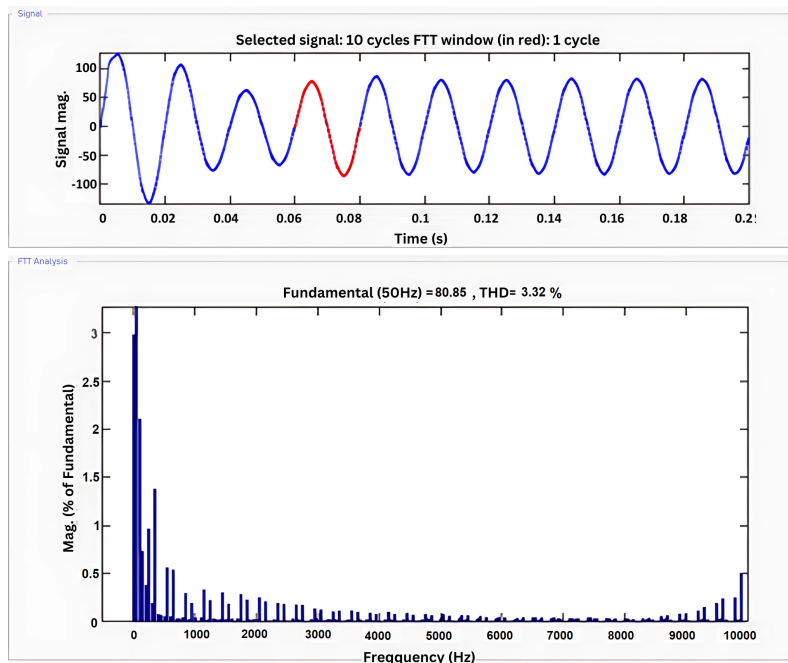 Signal
Selected signal: 10 cycles FTT window (in red): 1 cycle
100
50
0
-50
-100
Signal mag.
0 0.02 0.04 0.06 0.08 0.1 0.12 0.14 0.16 0.18
Time (s)
FTT Analysis
Fundamental (50Hz) =80.85 , THD= 3.32 %
3
2.5
2
1.5
1
0.5
0
Mag. (% of Fundamental)
0 1000 2000 3000 4000 5000 6000 7000 8000 9000 10000
Freqquency (Hz)